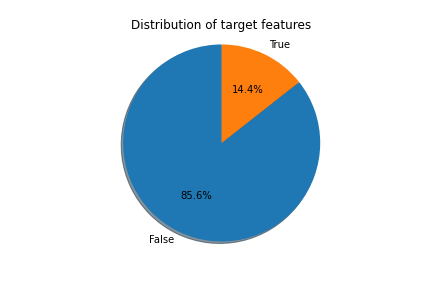 Distribution of target features
True
14.4%
85.6%
False